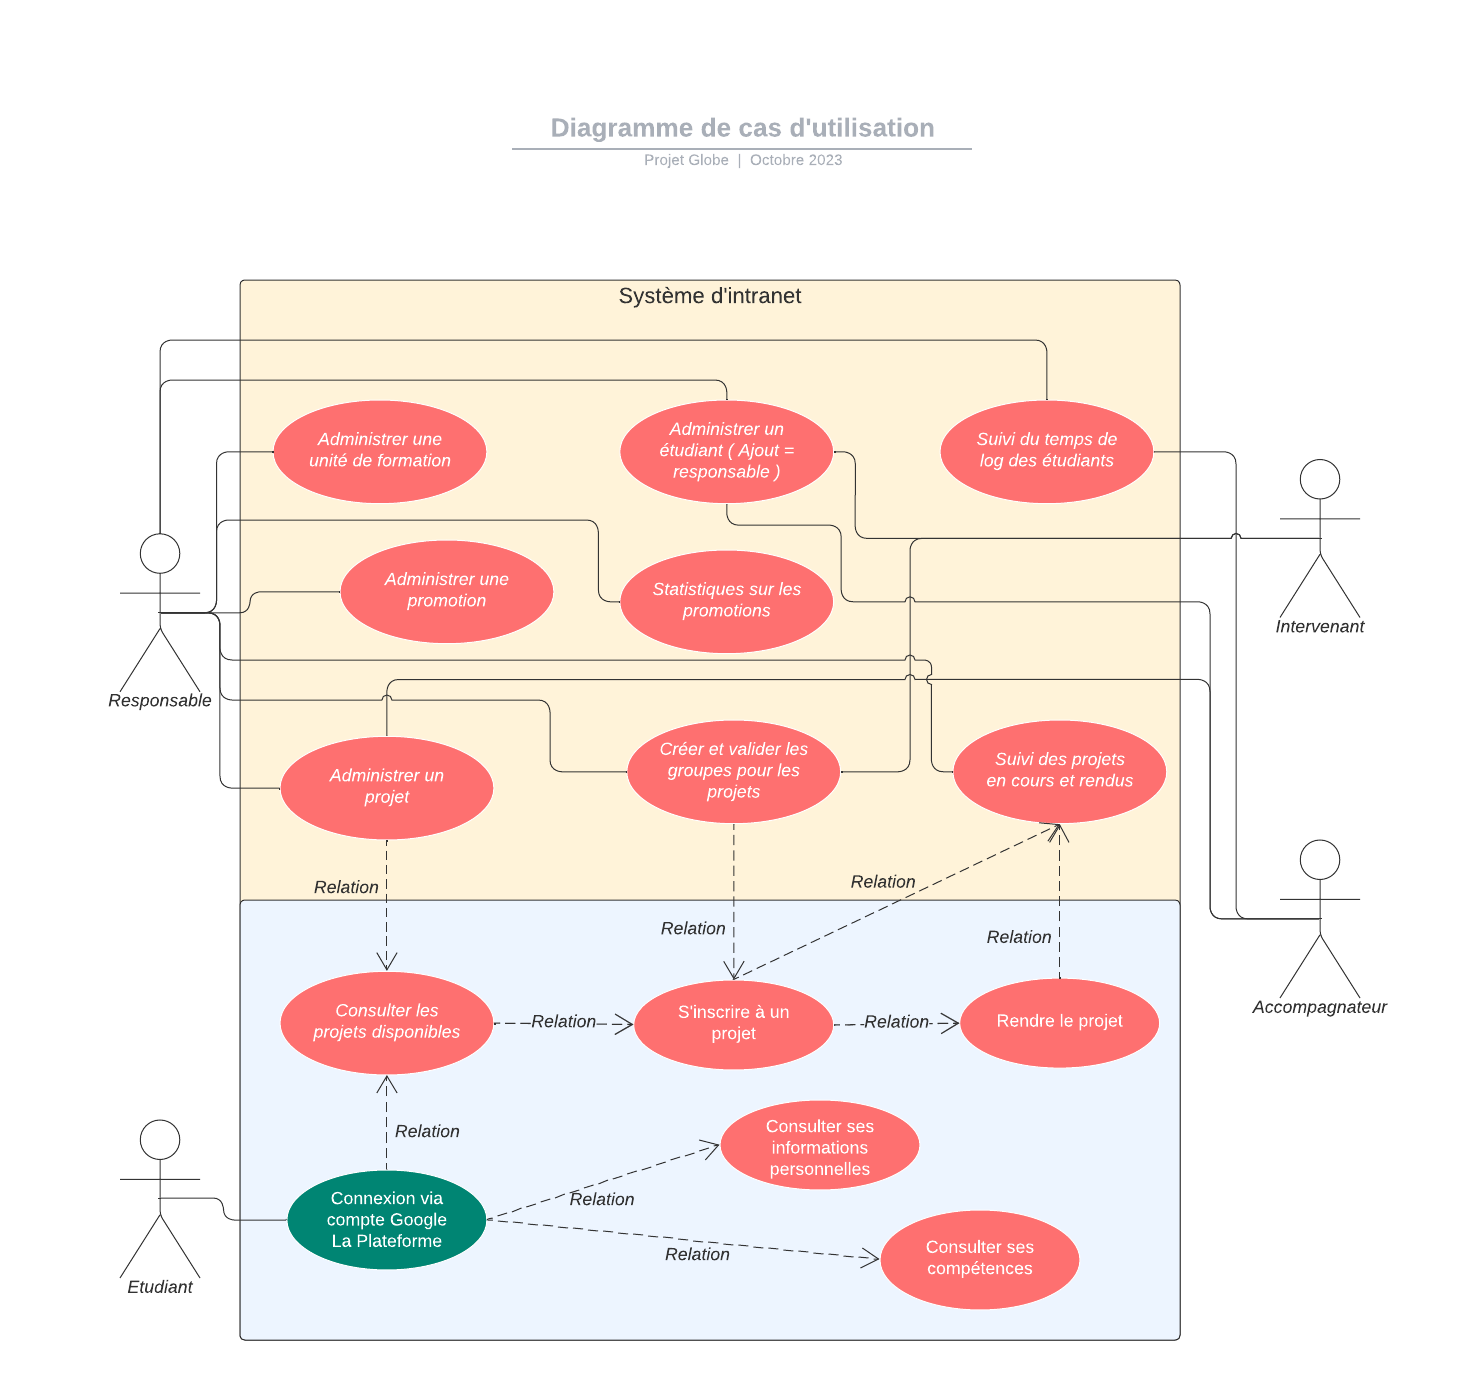 Diagramme de cas d'utilisation
Projet Globe | Octobre 2023
Système d'intranet
Administrer une
unité de formation
Administrer un
étudiant ( Ajout =
responsable )
Suivi du temps de
log des étudiants
Intervenant
Administrer une
promotion
Statistiques sur les
promotions
Responsable
Administrer un
projet
Créer et valider les
groupes pour les
projets
Suivi des projets
en cours et rendus
Relation
Relation
Relation
Relation
Accompagnateur
Consulter les
projets disponibles
Relation
S'inscrire à un
projet
Relation
Rendre le projet
Relation
Consulter ses
informations
personnelles
Connexion via
compte Google
La Plateforme
Relation
Relation
Consulter ses
compétences
Etudiant